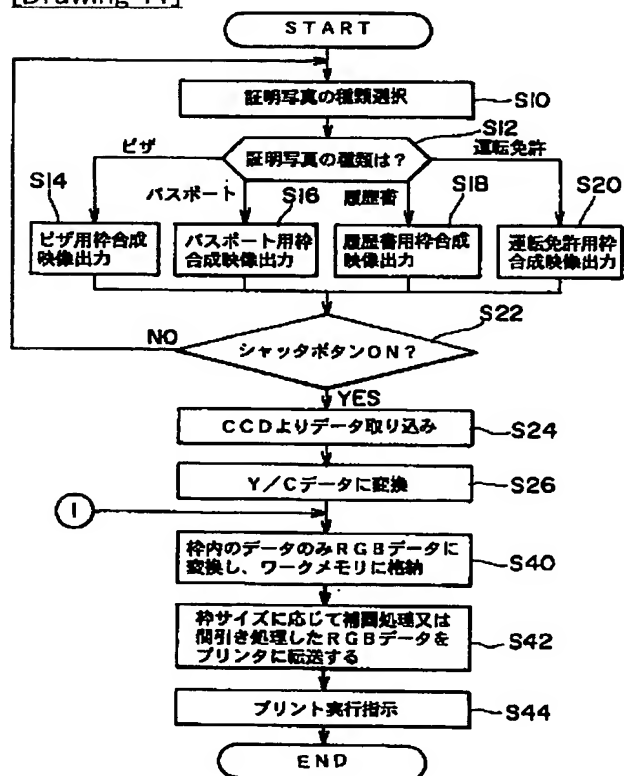 [Drawing 11]
START
証明写真の種類選択
S10
証明写真の種類は？
S12
ビザ
運転免許
パスポート
履歴書
S14
S16
S18
S20
ビザ用枠合成
映像出力
パスポート用枠
合成映像出力
履歴書用枠合成
映像出力
運転免許用枠
合成映像出力
シャッタボタンON？
S22
NO
YES
CCDよりデータ取り込み
S24
Y／Cデータに変換
S26
I
枠内のデータのみRGBデータに
変換し、ワークメモリに格納
S40
枠サイズに応じて補間処理又は
間引き処理したRGBデータを
プリンタに転送する
S42
プリント実行指示
S44
END